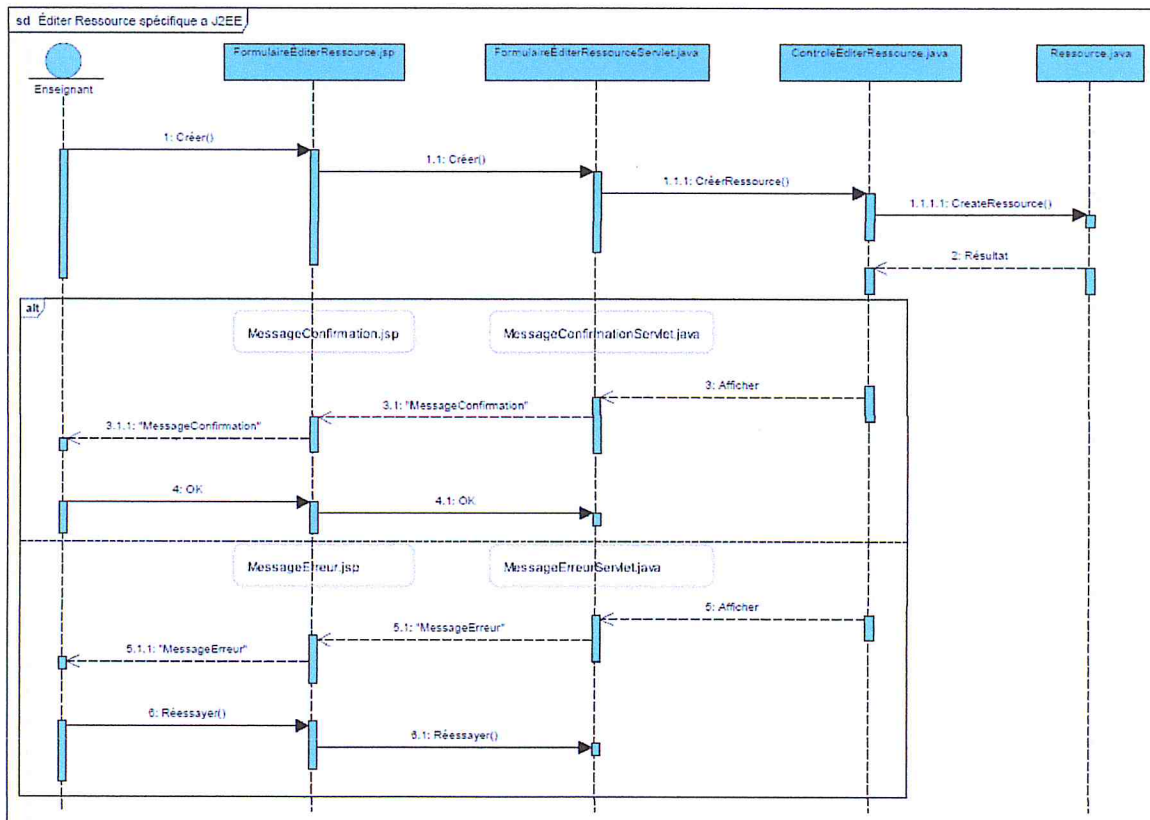 sd Éditer Ressource spécifique a J2EE
FormulaireÉditerRessource.jsp
FormulaireÉditerRessourceServlet.java
ControleÉditerRessource.java
Ressource.java
Enseignant
1: Créer()
1.1: Créer()
1.1.1: CréerRessource()
1.1.1.1: CreateRessource()
2: Résultat
alt
MessageConfirmation.jsp
MessageConfirmationServlet.java
3: Afficher
3.1: "MessageConfirmation"
3.1.1: "MessageConfirmation"
4: OK
4.1: OK
MessageErreur.jsp
MessageErreurServlet.java
5: Afficher
5.1: "MessageErreur"
5.1.1: "MessageErreur"
6: Réessayer()
6.1: Réessayer()